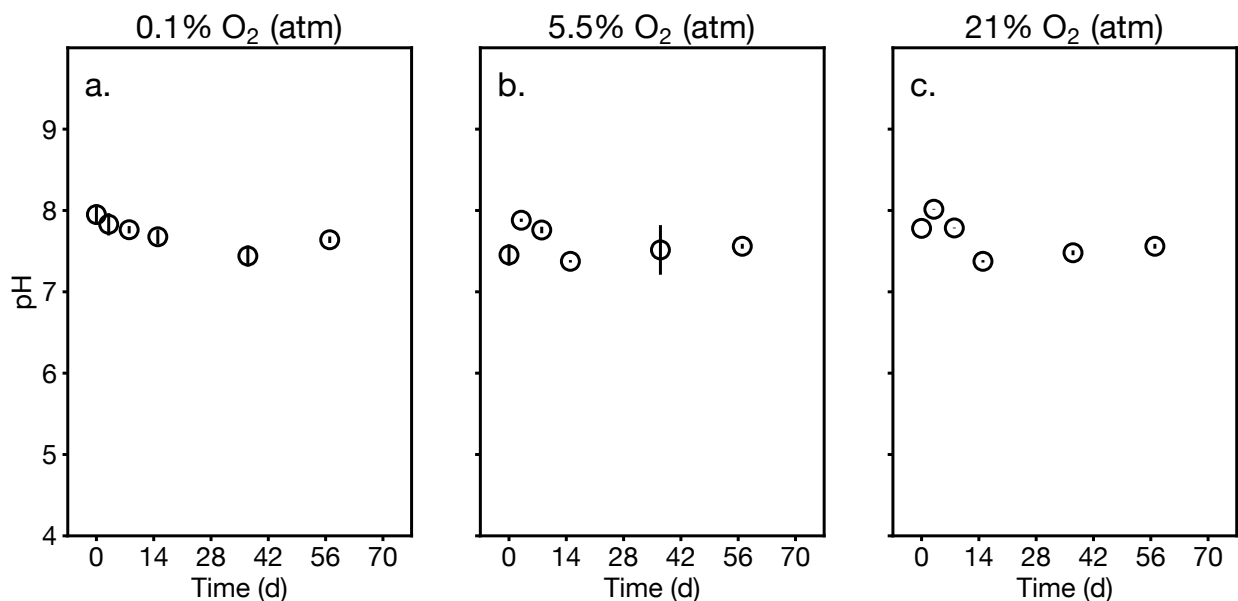 0.1% O₂ (atm) 5.5% O₂ (atm) 21% O₂ (atm)
a. b. c.
9
8
7
6
5
4
pH
0 14 28 42 56 70 0 14 28 42 56 70 0 14 28 42 56 70
Time (d) Time (d) Time (d)